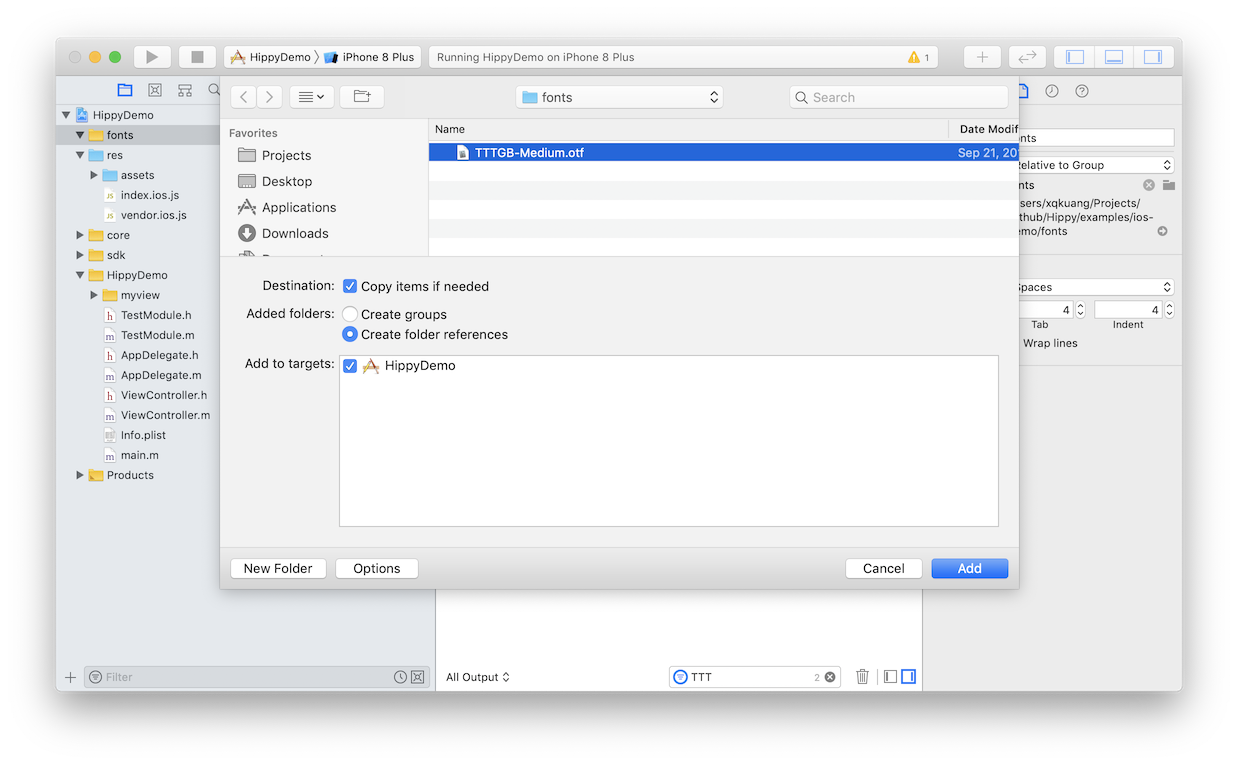 HippyDemo
iPhone 8 Plus
Running HippyDemo on iPhone 8 Plus
1
HippyDemo
fonts
res
assets
index.ios.js
vendor.ios.js
core
sdk
HippyDemo
myview
TestModule.h
TestModule.m
AppDelegate.h
AppDelegate.m
ViewController.h
ViewController.m
Info.plist
main.m
Products
Filter
fonts
Search
Favorites
Projects
Desktop
Applications
Downloads
Name
Date Modif
TTTGB-Medium.otf
Sep 21, 20
Destination:
Copy items if needed
Added folders:
Create groups
Create folder references
Add to targets:
HippyDemo
New Folder
Options
Cancel
Add
nts
elative to Group
nts
sers/xqkuang/Projects/
thub/Hippy/examples/ios-
emo/fonts
paces
4
4
Tab
Indent
Wrap lines
All Output
TTT
2